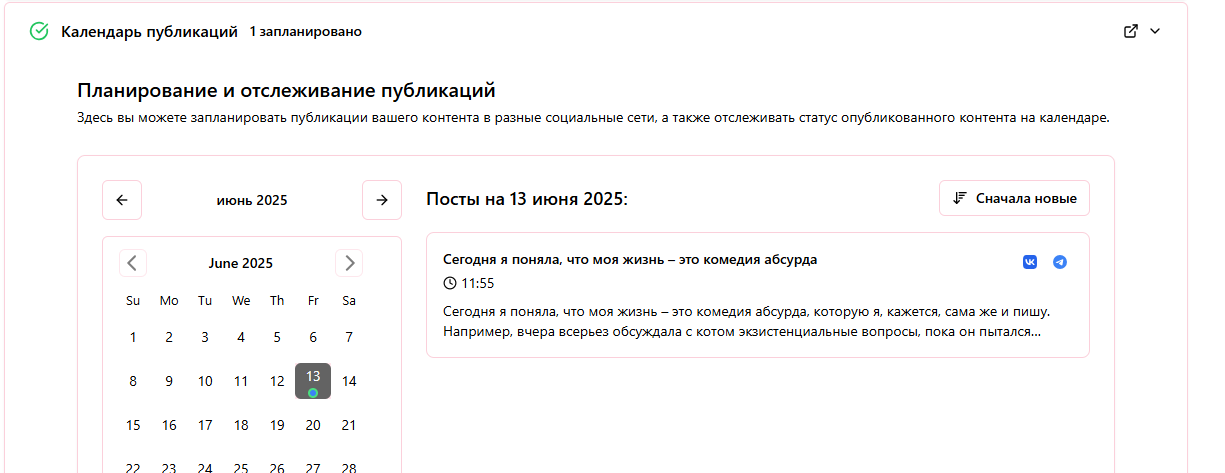 Календарь публикаций 1 запланировано
Планирование и отслеживание публикаций
Здесь вы можете запланировать публикации вашего контента в разные социальные сети, а также отслеживать статус опубликованного контента на календаре.
июнь 2025
Посты на 13 июня 2025:
Сначала новые
June 2025
Su Mo Tu We Th Fr Sa
1 2 3 4 5 6 7
8 9 10 11 12 13 14
15 16 17 18 19 20 21
22 23 24 25 26 27 28
Сегодня я поняла, что моя жизнь – это комедия абсурда
11:55
Сегодня я поняла, что моя жизнь – это комедия абсурда, которую я, кажется, сама же и пишу.
Например, вчера всерьез обсуждала с котом экзистенциальные вопросы, пока он пытался...